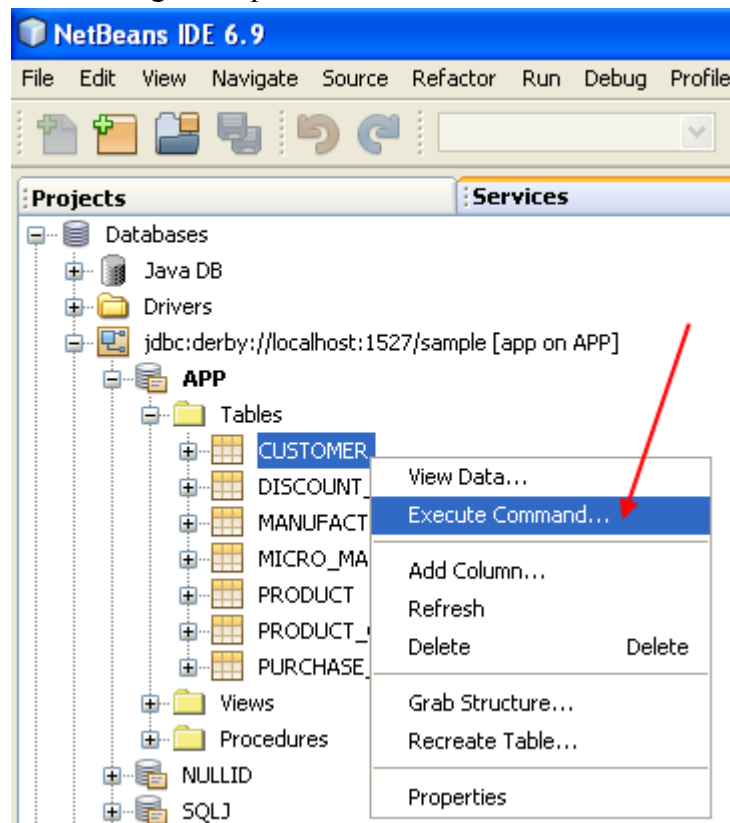 NetBeans IDE 6.9
File Edit View Navigate Source Refactor Run Debug Profile
Projects Services
Databases
Java DB
Drivers
jdbc:derby://localhost:1527/sample [app on APP]
APP
Tables
CUSTOMER
DISCOUNT_
MANUFACT
MICRO_MA
PRODUCT
PRODUCT_
PURCHASE_
Views
Procedures
NULLID
SQLJ
View Data...
Execute Command...
Add Column...
Refresh
Delete Delete
Grab Structure...
Recreate Table...
Properties